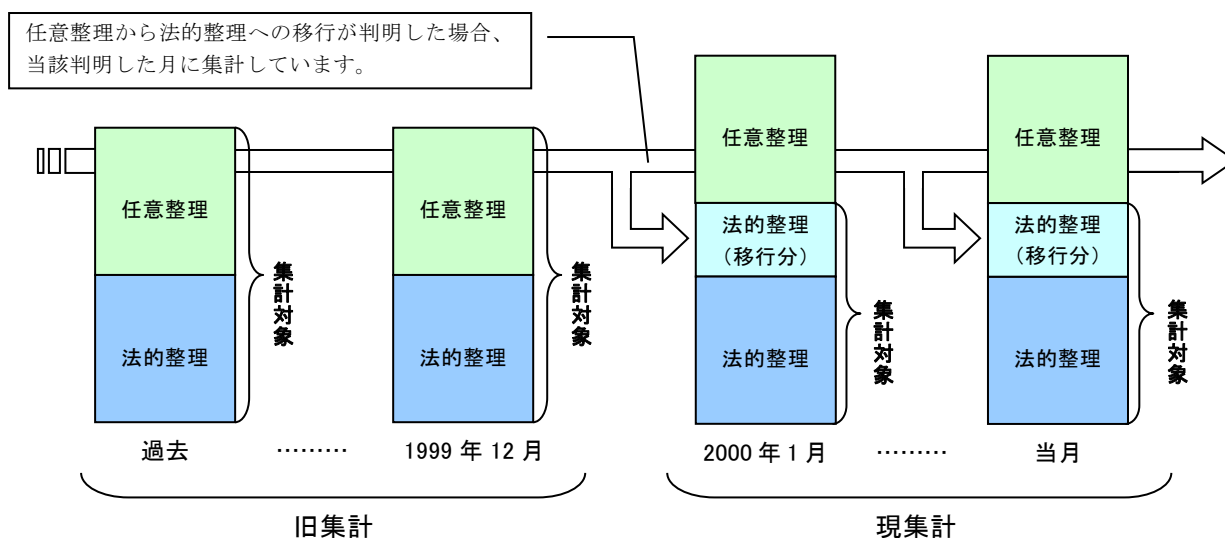 任意整理から法的整理への移行が判明した場合、
当該判明した月に集計しています。
任意整理
法的整理
集計対象
過去
………
任意整理
法的整理
集計対象
1999 年 12 月
旧集計
任意整理
法的整理
（移行分）
法的整理
集計対象
2000 年 1 月
………
任意整理
法的整理
（移行分）
法的整理
集計対象
当月
現集計